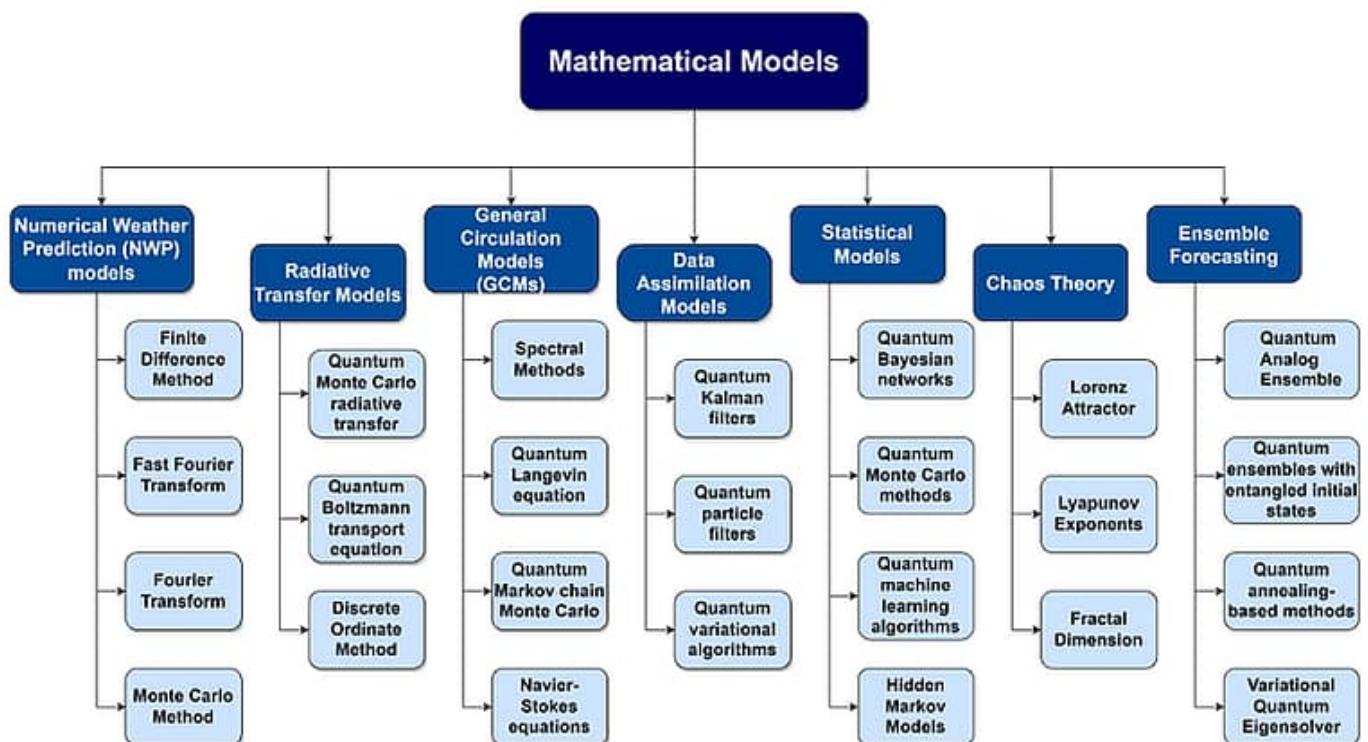 Mathematical Models
Numerical Weather
Prediction (NWP)
models
Finite
Difference
Method
Fast Fourier
Transform
Fourier
Transform
Monte Carlo
Method
Radiative
Transfer Models
Quantum
Monte Carlo
radiative
transfer
Quantum
Boltzmann
transport
equation
Discrete
Ordinate
Method
General
Circulation
Models
(GCMs)
Spectral
Methods
Quantum
Langevin
equation
Quantum
Markov chain
Monte Carlo
Navier-
Stokes
equations
Data
Assimilation
Models
Quantum
Kalman
filters
Quantum
particle
filters
Quantum
variational
algorithms
Statistical
Models
Quantum
Bayesian
networks
Quantum
Monte Carlo
methods
Quantum
machine
learning
algorithms
Hidden
Markov
Models
Chaos Theory
Lorenz
Attractor
Lyapunov
Exponents
Fractal
Dimension
Ensemble
Forecasting
Quantum
Analog
Ensemble
Quantum
ensembles with
entangled initial
states
Quantum
annealing-
based methods
Variational
Quantum
Eigensolver